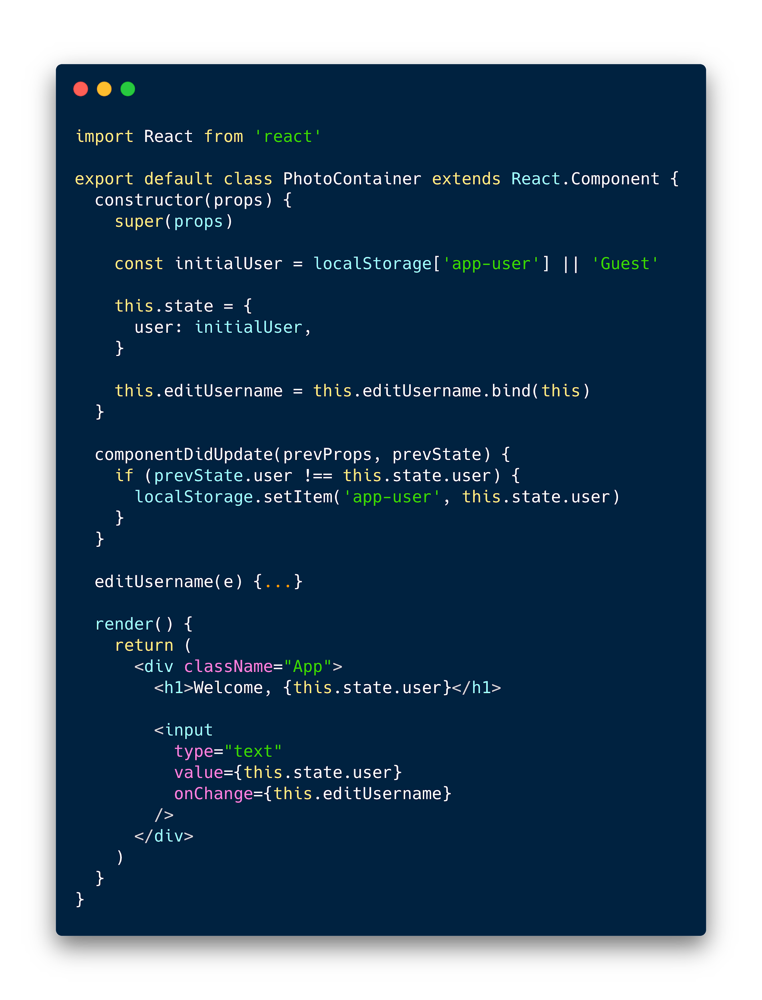 import React from 'react'

export default class PhotoContainer extends React.Component {
  constructor(props) {
    super(props)

    const initialUser = localStorage['app-user'] || 'Guest'

    this.state = {
      user: initialUser,
    }

    this.editUsername = this.editUsername.bind(this)
  }

  componentDidUpdate(prevProps, prevState) {
    if (prevState.user !== this.state.user) {
      localStorage.setItem('app-user', this.state.user)
    }
  }

  editUsername(e) {...}

  render() {
    return (
      <div className="App">
        <h1>Welcome, {this.state.user}</h1>

        <input
          type="text"
          value={this.state.user}
          onChange={this.editUsername}
        />
      </div>
    )
  }
}